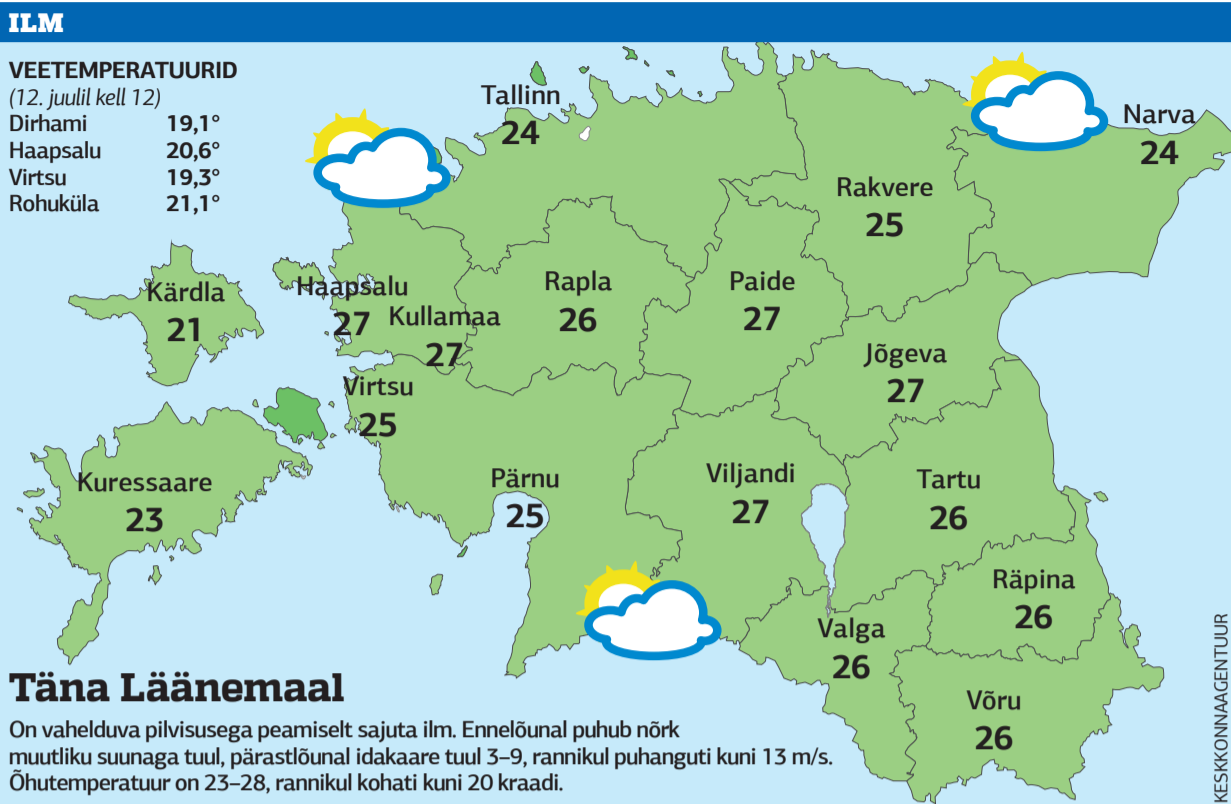 ILM
VEETEMPERATUURID
(12. juulil kell 12)
Dirhami 19,1°
Haapsalu 20,6°
Virtsu 19,3°
Rohuküla 21,1°
Tallinn
24
Narva
24
Rakvere
25
Kärdla
21
Haapsalu
27
Kullamaa
27
Rapla
26
Paide
27
Jõgeva
27
Virtsu
25
Kuressaare
23
Pärnu
25
Viljandi
27
Tartu
26
Räpina
26
Valga
26
Võru
26
Täna Läänemaal
On vahelduva pilvisusega peamiselt sajuta ilm. Ennelõunal puhub nõrk
muutliku suunaga tuul, pärastlõunal idakaare tuul 3–9, rannikul puhanguti kuni 13 m/s.
Õhutemperatuur on 23–28, rannikul kohati kuni 20 kraadi.
KESKKONNAAGENTUUR